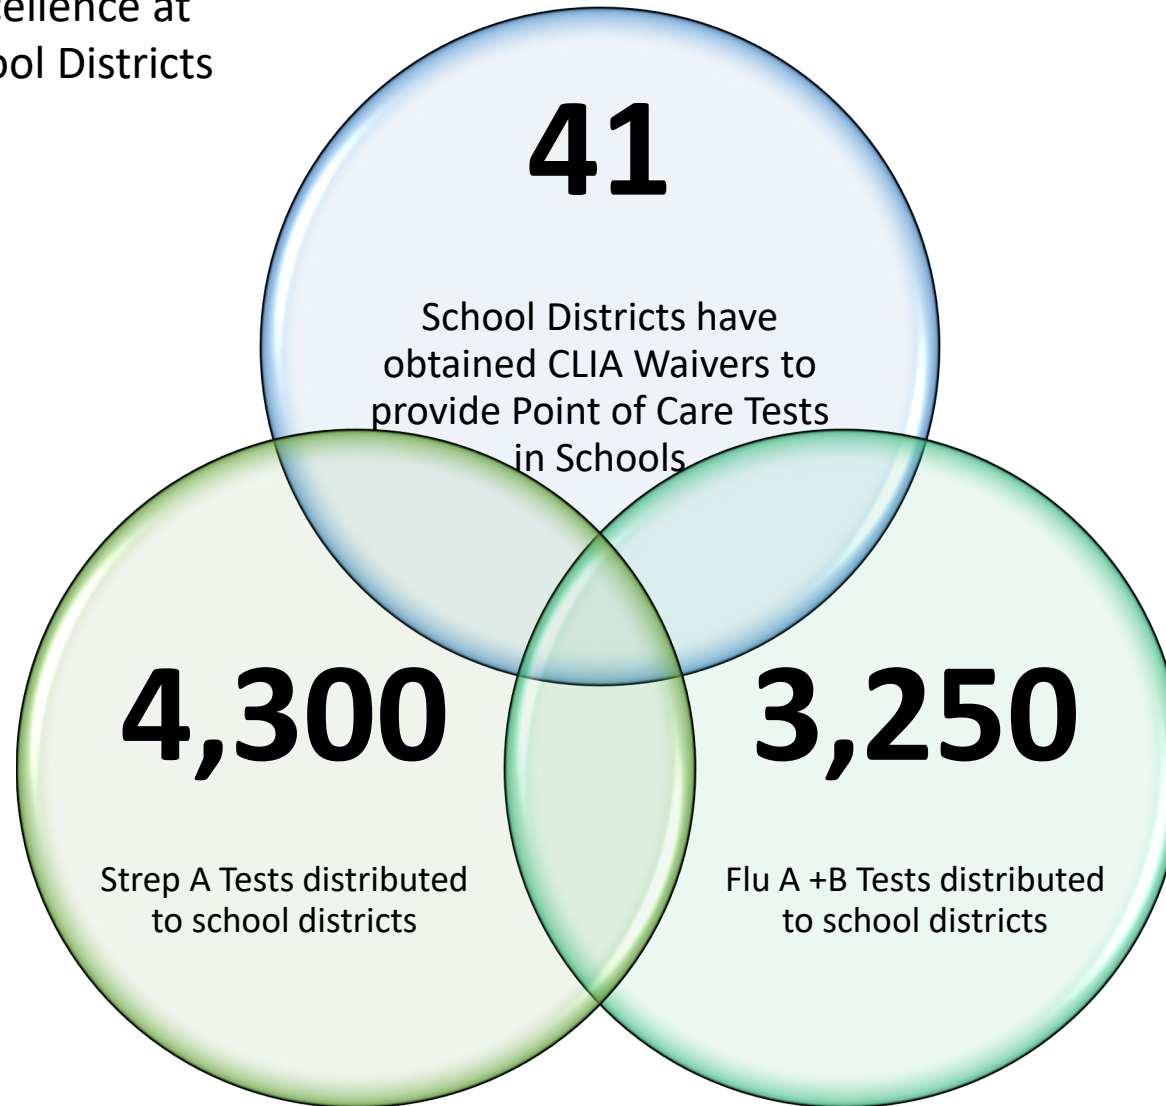 ellence at
ool Districts
41
School Districts have
obtained CLIA Waivers to
provide Point of Care Tests
in Schools
4,300
Strep A Tests distributed
to school districts
3,250
Flu A +B Tests distributed
to school districts